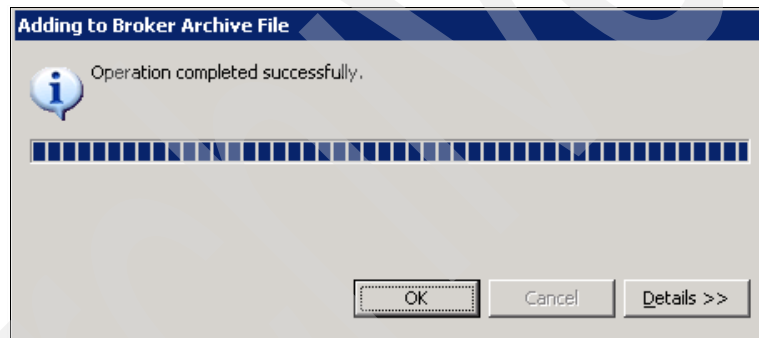 Adding to Broker Archive File
Operation completed successfully.
OK
Cancel
Details >>